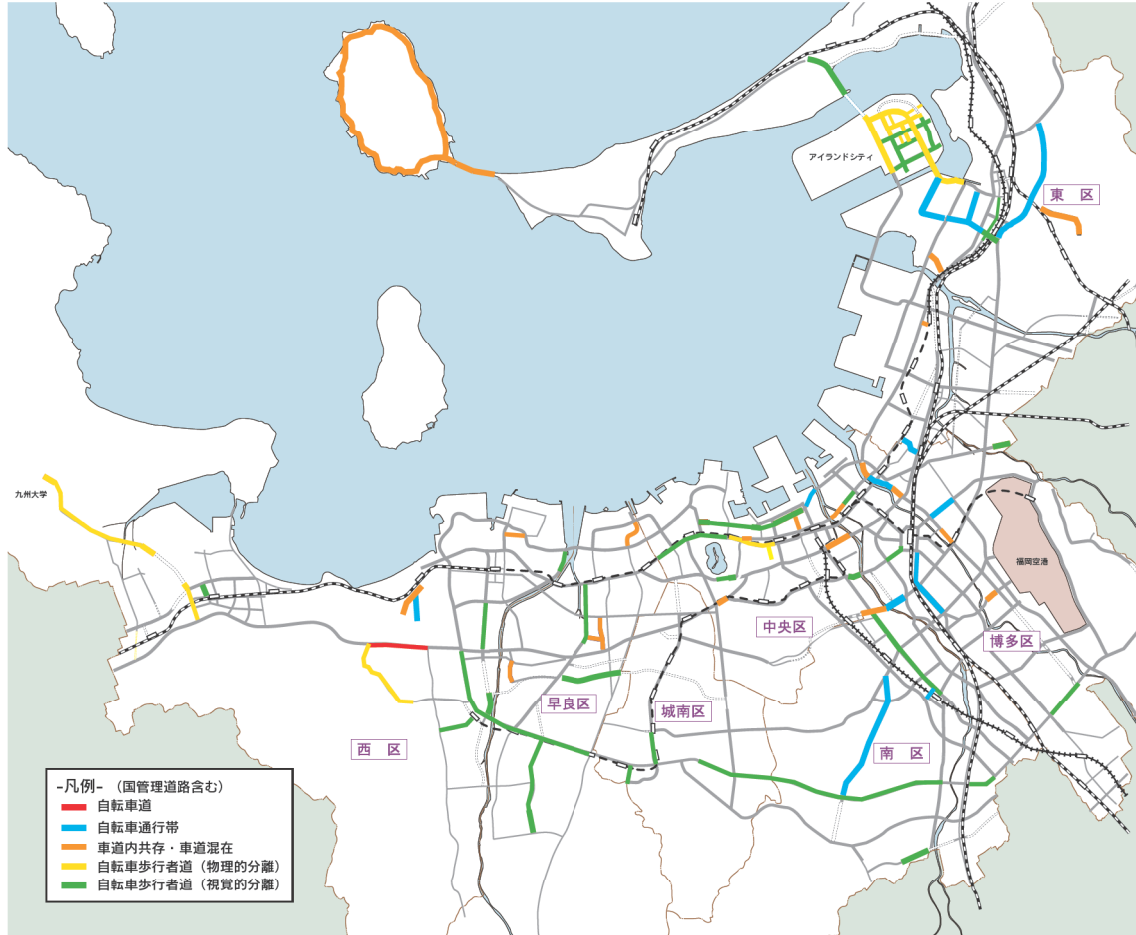 アイランドシティ
東 区
九州大学
福岡空港
中央区
博多区
早良区
城南区
西 区
南 区
-凡例- (国管理道路含む)
自転車道
自転車通行帯
車道内共存・車道混在
自転車歩行者道(物理的分離)
自転車歩行者道(視覚的分離)